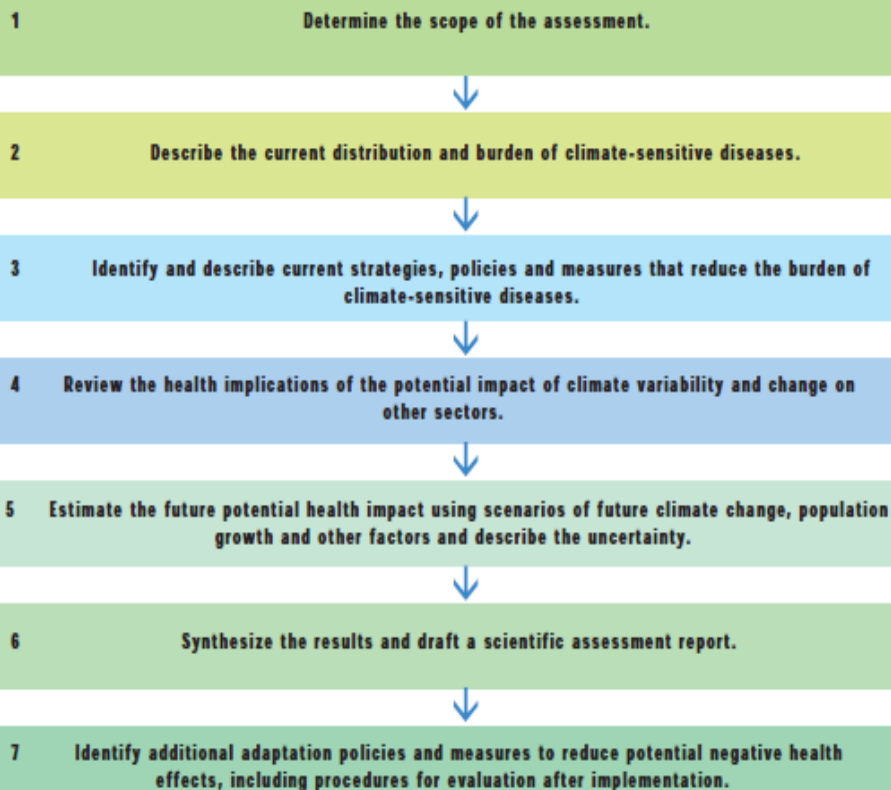 1 Determine the scope of the assessment.
2 Describe the current distribution and burden of climate-sensitive diseases.
3 Identify and describe current strategies, policies and measures that reduce the burden of
climate-sensitive diseases.
4 Review the health implications of the potential impact of climate variability and change on
other sectors.
5 Estimate the future potential health impact using scenarios of future climate change, population
growth and other factors and describe the uncertainty.
6 Synthesize the results and draft a scientific assessment report.
7 Identify additional adaptation policies and measures to reduce potential negative health
effects, including procedures for evaluation after implementation.